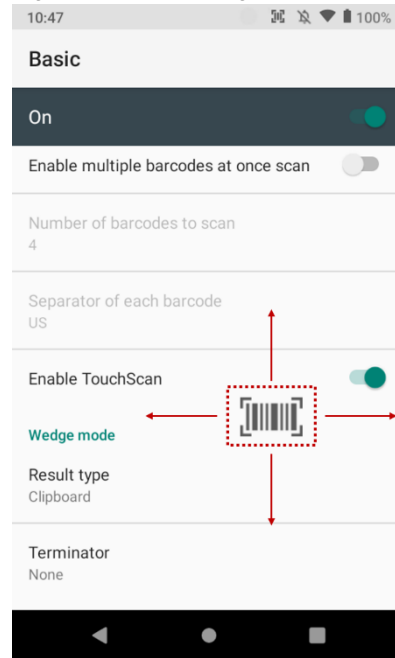 10:47
100%
Basic
On
Enable multiple barcodes at once scan
Number of barcodes to scan
4
Separator of each barcode
US
Enable TouchScan
Wedge mode
Result type
Clipboard
Terminator
None